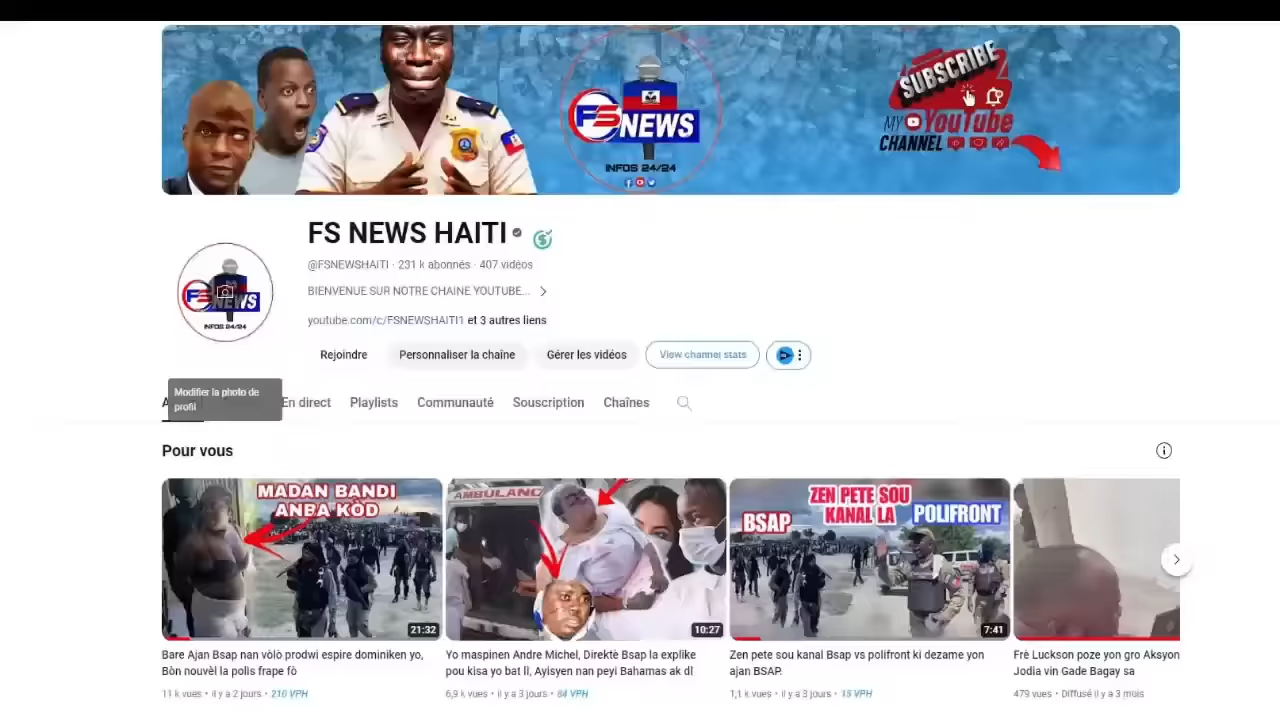 SUBSCRIBE
MY YouTube
CHANNEL
FS NEWS
INFOS 24/24
FS NEWS HAITI
@FSNEWSHAITI · 231 k abonnés · 407 vidéos
BIENVENUE SUR NOTRE CHAINE YOUTUBE...
youtube.com/c/FSNEWSHAITI1 et 3 autres liens
FS NEWS
INFOS 24/24
Rejoindre
Personnaliser la chaîne
Gérer les vidéos
View channel stats
Modifier la photo de
profil
En direct
Playlists
Communauté
Souscription
Chaînes
Pour vous
MADAN BANDI
ANBA KÒD
21:32
AMBULANC
10:27
ZEN PETE SOU
KANAL LA
BSAP
POLIFRONT
7:41
Bare Ajan Bsap nan vòlò prodwi espire dominiken yo,
Bòn nouvèl la polis frape fò
11 k vues • il y a 2 jours • 210 VPH
Yo maspinen Andre Michel, Direktè Bsap la eksplike
pou kisa yo bat li, Ayisyen nan peyi Bahamas ak dl
6,9 k vues • il y a 3 jours • 84 VPH
Zen pete sou kanal Bsap vs polifront ki dezame yon
ajan BSAP.
1,1 k vues • il y a 3 jours • 15 VPH
Frè Luckson poze yon gro Aksyon
Jodia vin Gade Bagay sa
479 vues • Diffusé il y a 3 mois